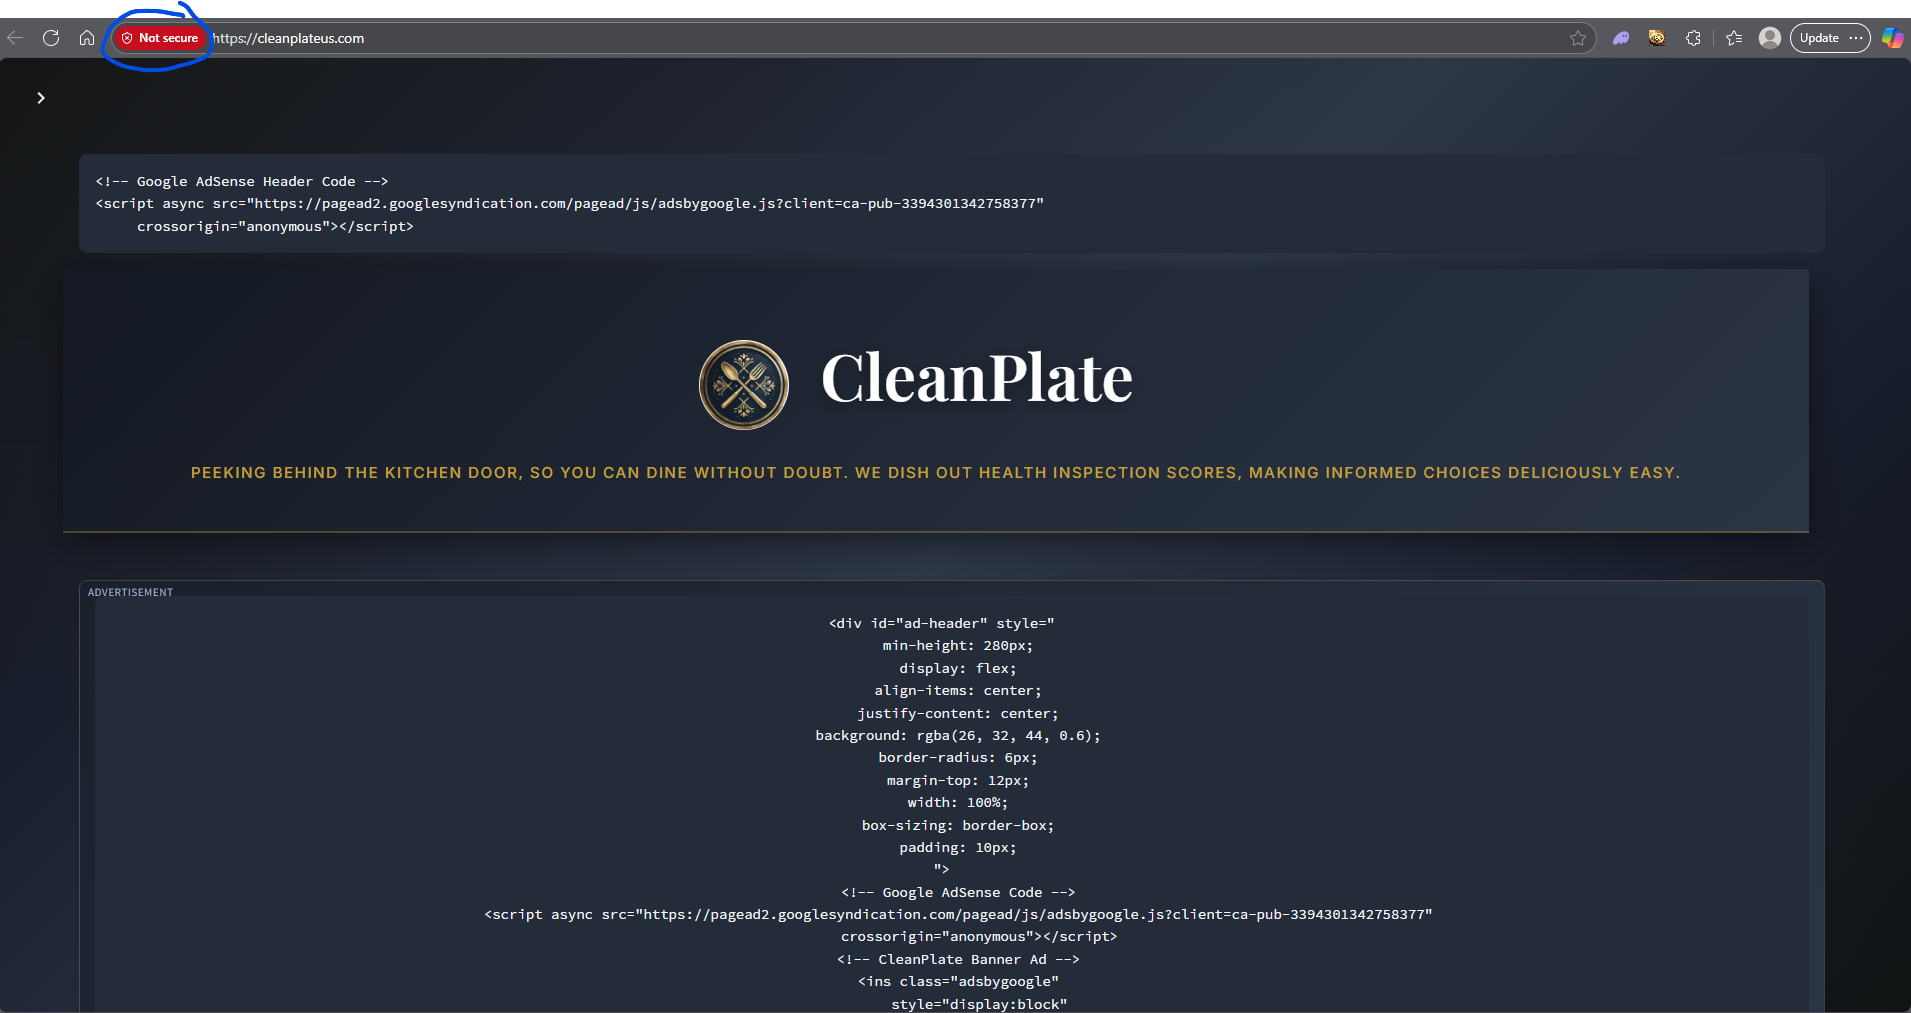 Not secure
https://cleanplateus.com
Update
<!-- Google AdSense Header Code -->
<script async src="https://pagead2.googlesyndication.com/pagead/js/adsbygoogle.js?client=ca-pub-3394301342758377"
crossorigin="anonymous"></script>
CleanPlate
PEEKING BEHIND THE KITCHEN DOOR, SO YOU CAN DINE WITHOUT DOUBT. WE DISH OUT HEALTH INSPECTION SCORES, MAKING INFORMED CHOICES DELICIOUSLY EASY.
ADVERTISEMENT
<div id="ad-header" style="
min-height: 280px;
display: flex;
align-items: center;
justify-content: center;
background: rgba(26, 32, 44, 0.6);
border-radius: 6px;
margin-top: 12px;
width: 100%;
box-sizing: border-box;
padding: 10px;
">
<!-- Google AdSense Code -->
<script async src="https://pagead2.googlesyndication.com/pagead/js/adsbygoogle.js?client=ca-pub-3394301342758377"
crossorigin="anonymous"></script>
<!-- CleanPlate Banner Ad -->
<ins class="adsbygoogle"
style="display:block"